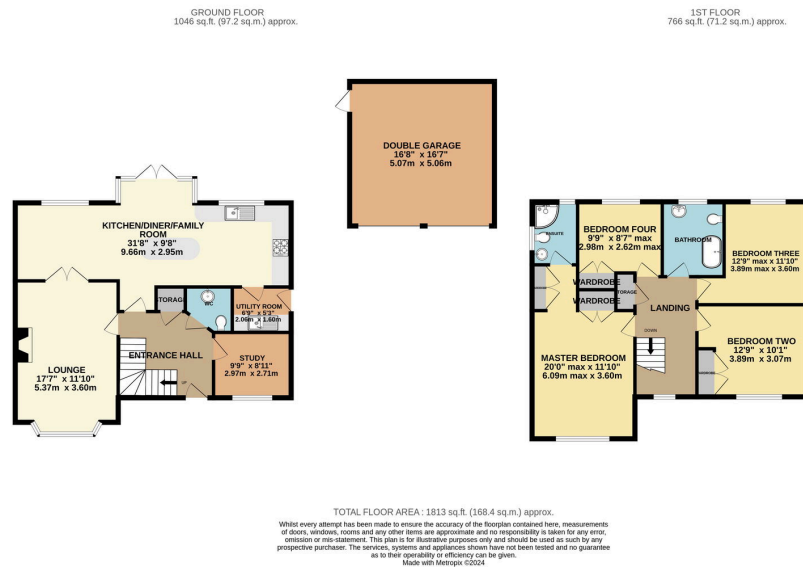 GROUND FLOOR
1046 sq.ft. (97.2 sq.m.) approx.
1ST FLOOR
766 sq.ft. (71.2 sq.m.) approx.
DOUBLE GARAGE
16'8" x 16'7"
5.07m x 5.06m
KITCHEN/DINER/FAMILY
ROOM
31'8" x 9'8"
9.66m x 2.95m
STORAGE
WC
UTILITY ROOM
6'9" x 5'3"
2.06m x 1.60m
ENTRANCE HALL
UP
LOUNGE
17'7" x 11'10"
5.37m x 3.60m
STUDY
9'9" x 8'11"
2.97m x 2.71m
ENSUITE
BEDROOM FOUR
9'9" x 8'7" max
2.98m x 2.62m max
BATHROOM
BEDROOM THREE
12'9" max x 11'10"
3.89m max x 3.60m
WARDROBE
WARDROBE
STORAGE
LANDING
DOWN
MASTER BEDROOM
20'0" max x 11'10"
6.09m max x 3.60m
BEDROOM TWO
12'9" x 10'1"
3.89m x 3.07m
WARDROBE
TOTAL FLOOR AREA : 1813 sq.ft. (168.4 sq.m.) approx.
Whilst every attempt has been made to ensure the accuracy of the floorplan contained here, measurements
of doors, windows, rooms and any other items are approximate and no responsibility is taken for any error,
omission or mis-statement. This plan is for illustrative purposes only and should be used as such by any
prospective purchaser. The services, systems and appliances shown have not been tested and no guarantee
as to their operability or efficiency can be given.
Made with Metropix ©2024